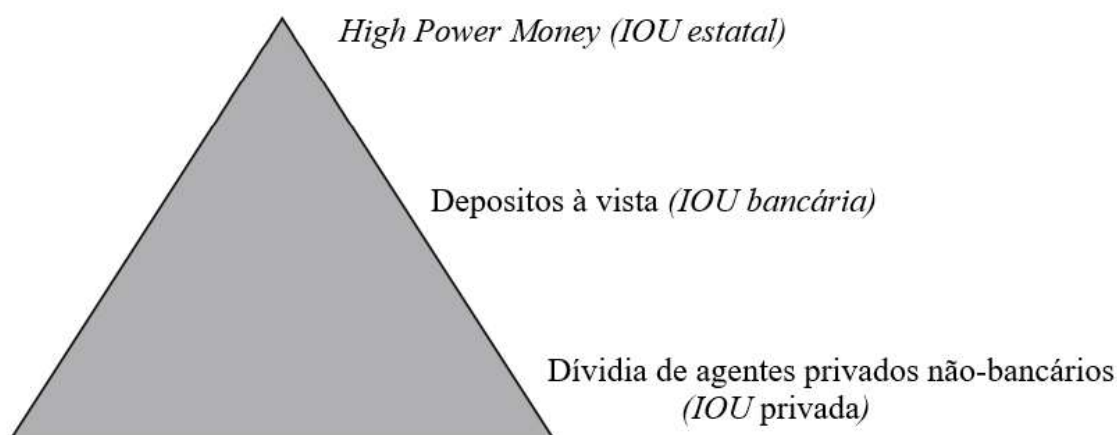 High Power Money (IOU estatal)
Depositos à vista (IOU bancária)
Dívidia de agentes privados não-bancários
(IOU privada)